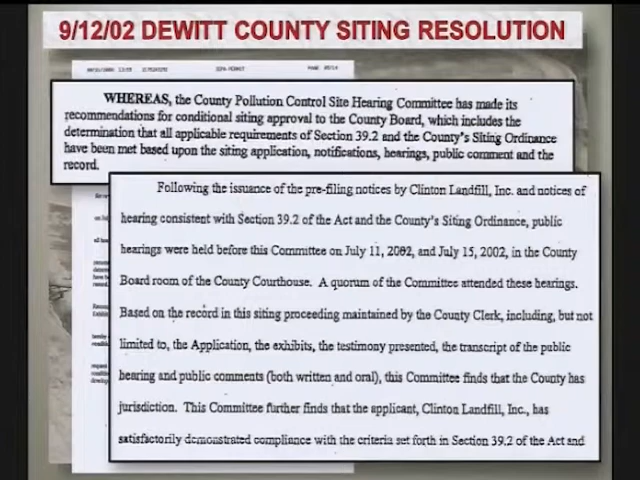 9/12/02 DEWITT COUNTY SITING RESOLUTION
WHEREAS, the County Pollution Control Site Hearing Committee has made its
recommendations for conditional siting approval to the County Board, which includes the
determination that all applicable requirements of Section 39.2 and the County's Siting Ordinance
have been met based upon the siting application, notifications, hearings, public comment and the
record.
Following the issuance of the pre-filing notices by Clinton Landfill, Inc. and notices of
hearing consistent with Section 39.2 of the Act and the County's Siting Ordinance, public
hearings were held before this Committee on July 11, 2002, and July 15, 2002, in the County
Board room of the County Courthouse. A quorum of the Committee attended these hearings.
Based on the record in this siting proceeding maintained by the County Clerk, including, but not
limited to, the Application, the exhibits, the testimony presented, the transcript of the public
hearing and public comments (both written and oral), this Committee finds that the County has
jurisdiction. This Committee further finds that the applicant, Clinton Landfill, Inc., has
satisfactorily demonstrated compliance with the criteria set forth in Section 39.2 of the Act and